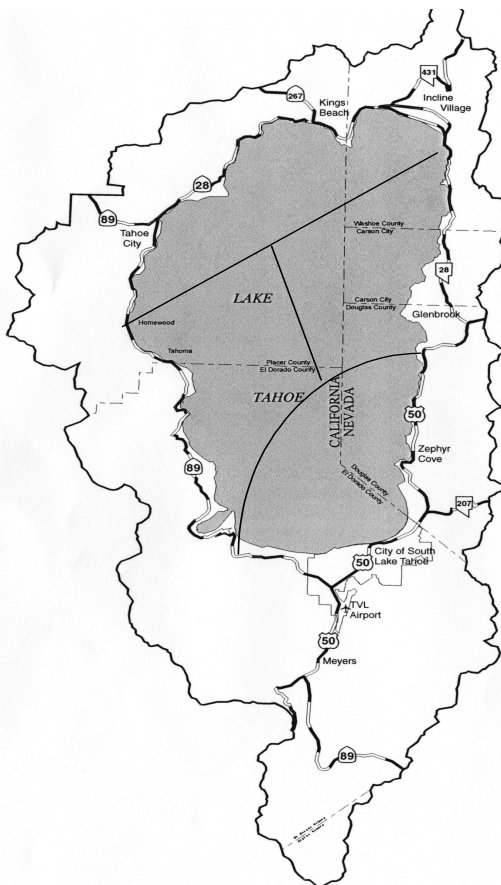 431
267
Kings
Beach
Incline
Village
28
89
Tahoe
City
Washoe County
Carson City
28
LAKE
Carson City
Douglas County
Glenbrook
Homewood
Tahoma
Placer County
El Dorado County
TAHOE
CALIFORNIA
NEVADA
50
Zephyr
Cove
89
Douglas County
El Dorado County
207
City of South
Lake Tahoe
50
TVL
Airport
50
Meyers
89